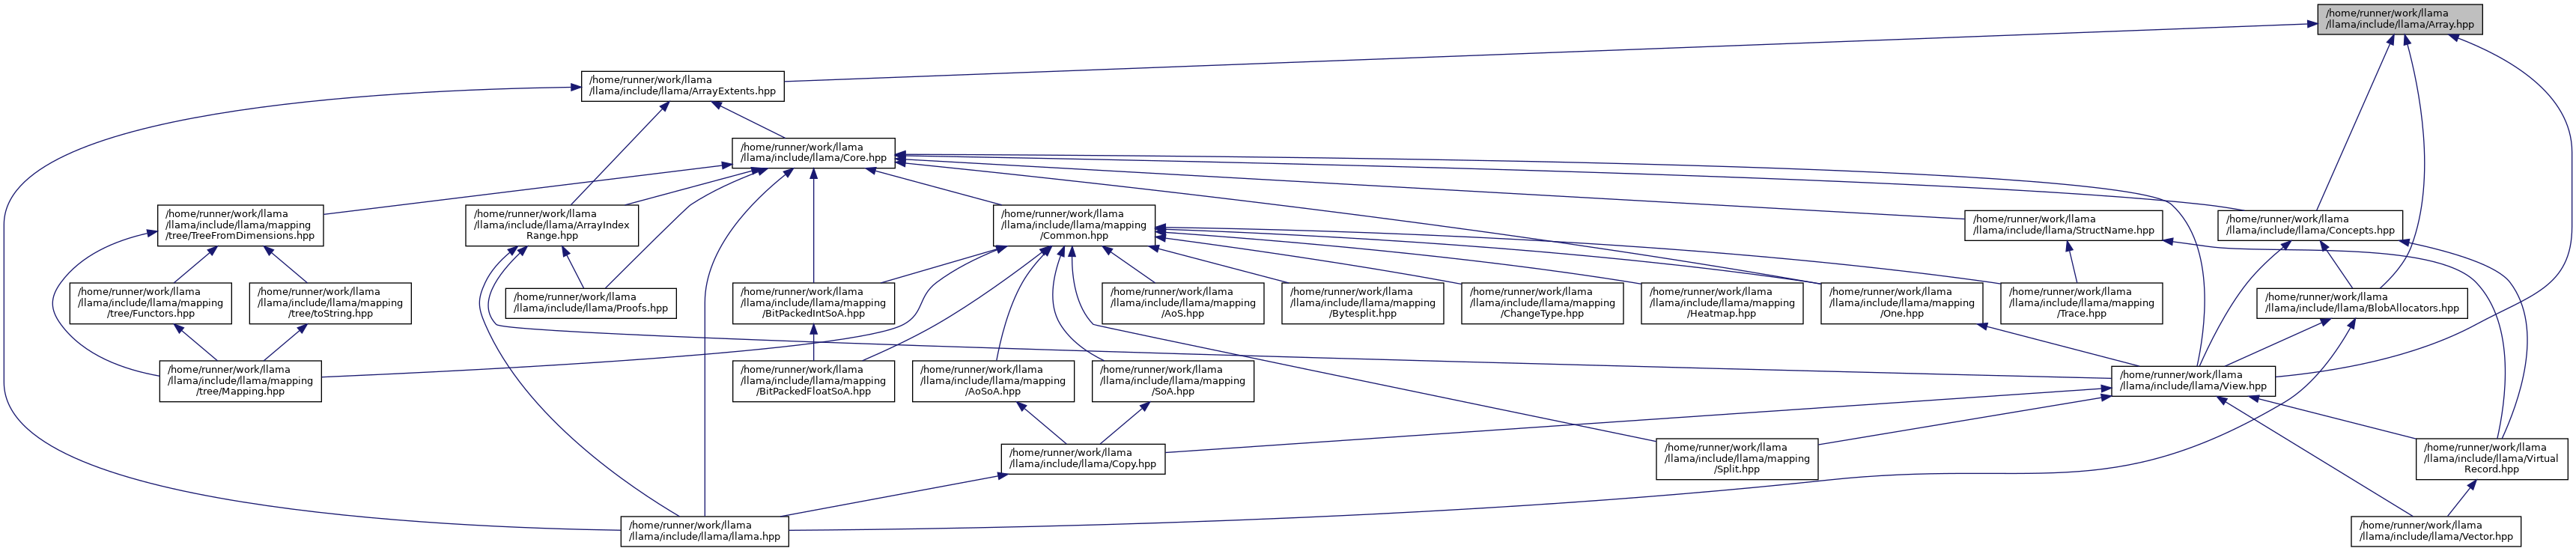 /home/runner/work/llama
/llama/include/llama/Array.hpp
/home/runner/work/llama
/llama/include/llama/ArrayExtents.hpp
/home/runner/work/llama
/llama/include/llama/Core.hpp
/home/runner/work/llama
/llama/include/llama/mapping
/tree/TreeFromDimensions.hpp
/home/runner/work/llama
/llama/include/llama/ArrayIndex
Range.hpp
/home/runner/work/llama
/llama/include/llama/mapping
/Common.hpp
/home/runner/work/llama
/llama/include/llama/StructName.hpp
/home/runner/work/llama
/llama/include/llama/Concepts.hpp
/home/runner/work/llama
/llama/include/llama/mapping
/tree/Functors.hpp
/home/runner/work/llama
/llama/include/llama/mapping
/tree/toString.hpp
/home/runner/work/llama
/llama/include/llama/Proofs.hpp
/home/runner/work/llama
/llama/include/llama/mapping
/BitPackedIntSoA.hpp
/home/runner/work/llama
/llama/include/llama/mapping
/AoS.hpp
/home/runner/work/llama
/llama/include/llama/mapping
/Bytesplit.hpp
/home/runner/work/llama
/llama/include/llama/mapping
/ChangeType.hpp
/home/runner/work/llama
/llama/include/llama/mapping
/Heatmap.hpp
/home/runner/work/llama
/llama/include/llama/mapping
/One.hpp
/home/runner/work/llama
/llama/include/llama/mapping
/Trace.hpp
/home/runner/work/llama
/llama/include/llama/BlobAllocators.hpp
/home/runner/work/llama
/llama/include/llama/mapping
/tree/Mapping.hpp
/home/runner/work/llama
/llama/include/llama/mapping
/BitPackedFloatSoA.hpp
/home/runner/work/llama
/llama/include/llama/mapping
/AoSoA.hpp
/home/runner/work/llama
/llama/include/llama/mapping
/SoA.hpp
/home/runner/work/llama
/llama/include/llama/View.hpp
/home/runner/work/llama
/llama/include/llama/Copy.hpp
/home/runner/work/llama
/llama/include/llama/mapping
/Split.hpp
/home/runner/work/llama
/llama/include/llama/Virtual
Record.hpp
/home/runner/work/llama
/llama/include/llama/llama.hpp
/home/runner/work/llama
/llama/include/llama/Vector.hpp